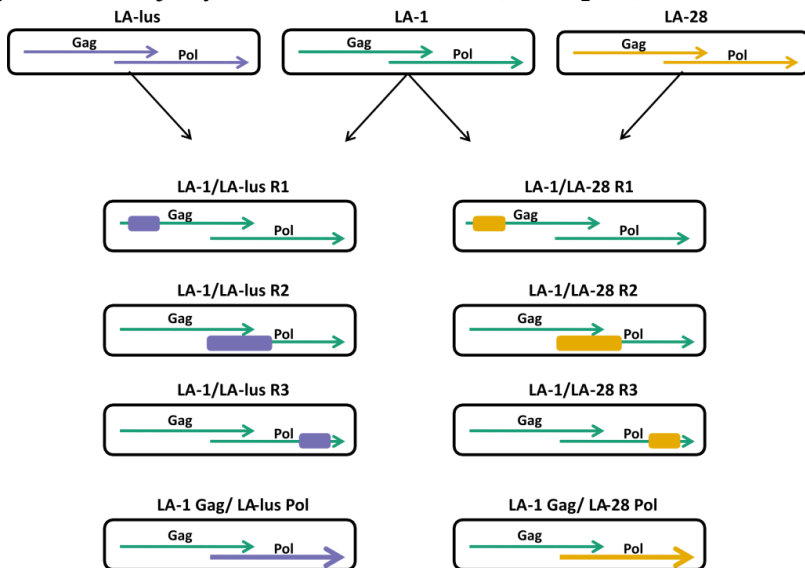 LA-lus LA-1 LA-28
Gag Gag Gag
Pol Pol Pol
LA-1/LA-lus R1 LA-1/LA-28 R1
Gag Gag
Pol Pol
LA-1/LA-lus R2 LA-1/LA-28 R2
Gag Gag
Pol Pol
LA-1/LA-lus R3 LA-1/LA-28 R3
Gag Gag
Pol Pol
LA-1 Gag/ LA-lus Pol LA-1 Gag/ LA-28 Pol
Gag Gag
Pol Pol